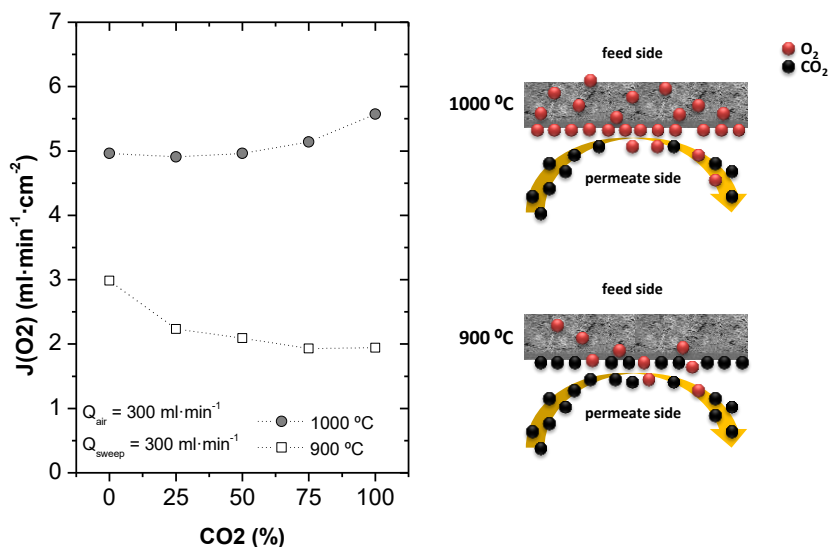 7
6
5
4
3
2
1
0
J(O2) (ml·min⁻¹·cm⁻²)
Q_air = 300 ml·min⁻¹
Q_sweep = 300 ml·min⁻¹
1000 ºC
900 ºC
0 25 50 75 100
CO2 (%)
feed side
1000 ºC
permeate side
O₂
CO₂
feed side
900 ºC
permeate side